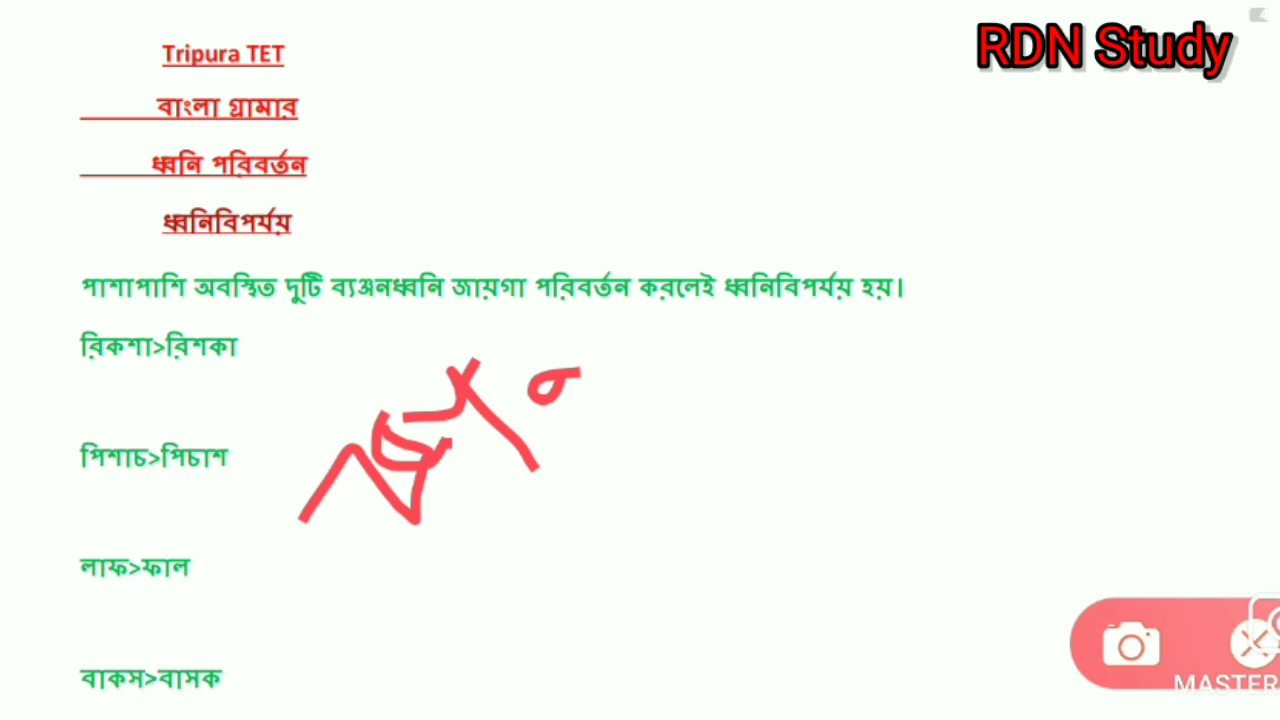 RDN Study
Tripura TET
বাংলা গ্রামার
ধ্বনি পরিবর্তন
ধ্বনিবিপর্যয়
পাশাপাশি অবস্থিত দুটি ব্যঞ্জনধ্বনি জায়গা পরিবর্তন করলেই ধ্বনিবিপর্যয় হয়।
রিকশা>রিশকা
পিশাচ>পিচাশ
লাফ>ফাল
বাকস>বাসক
MASTER